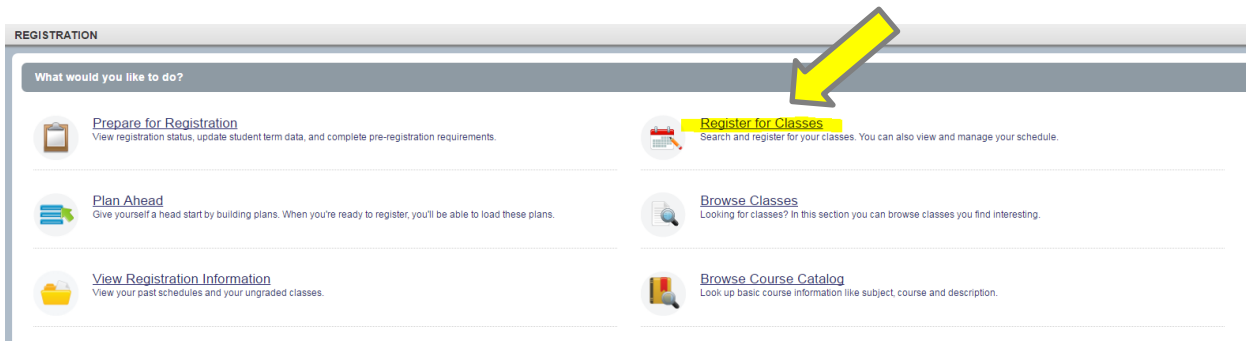 REGISTRATION
What would you like to do?
Prepare for Registration
View registration status, update student term data, and complete pre-registration requirements.
Register for Classes
Search and register for your classes. You can also view and manage your schedule.
Plan Ahead
Give yourself a head start by building plans. When you're ready to register, you'll be able to load these plans.
Browse Classes
Looking for classes? In this section you can browse classes you find interesting.
View Registration Information
View your past schedules and your ungraded classes.
Browse Course Catalog
Look up basic course information like subject, course and description.